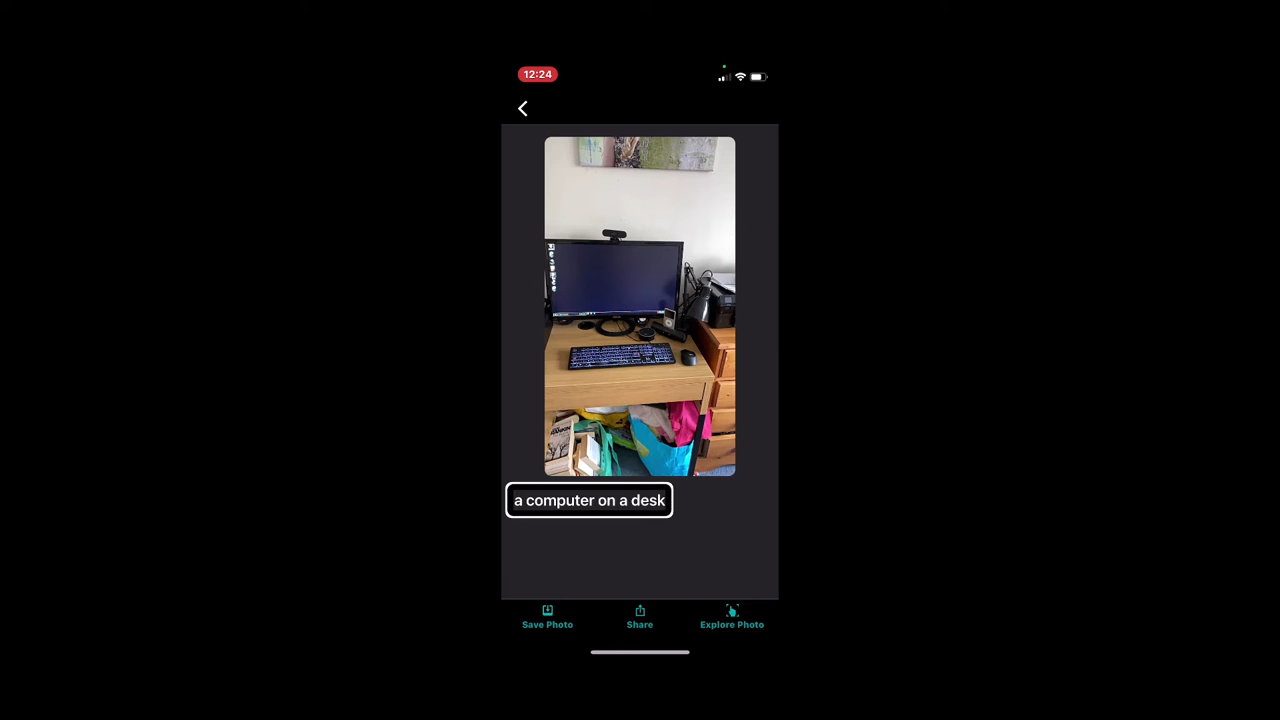 12:24
a computer on a desk
Save Photo
Share
Explore Photo